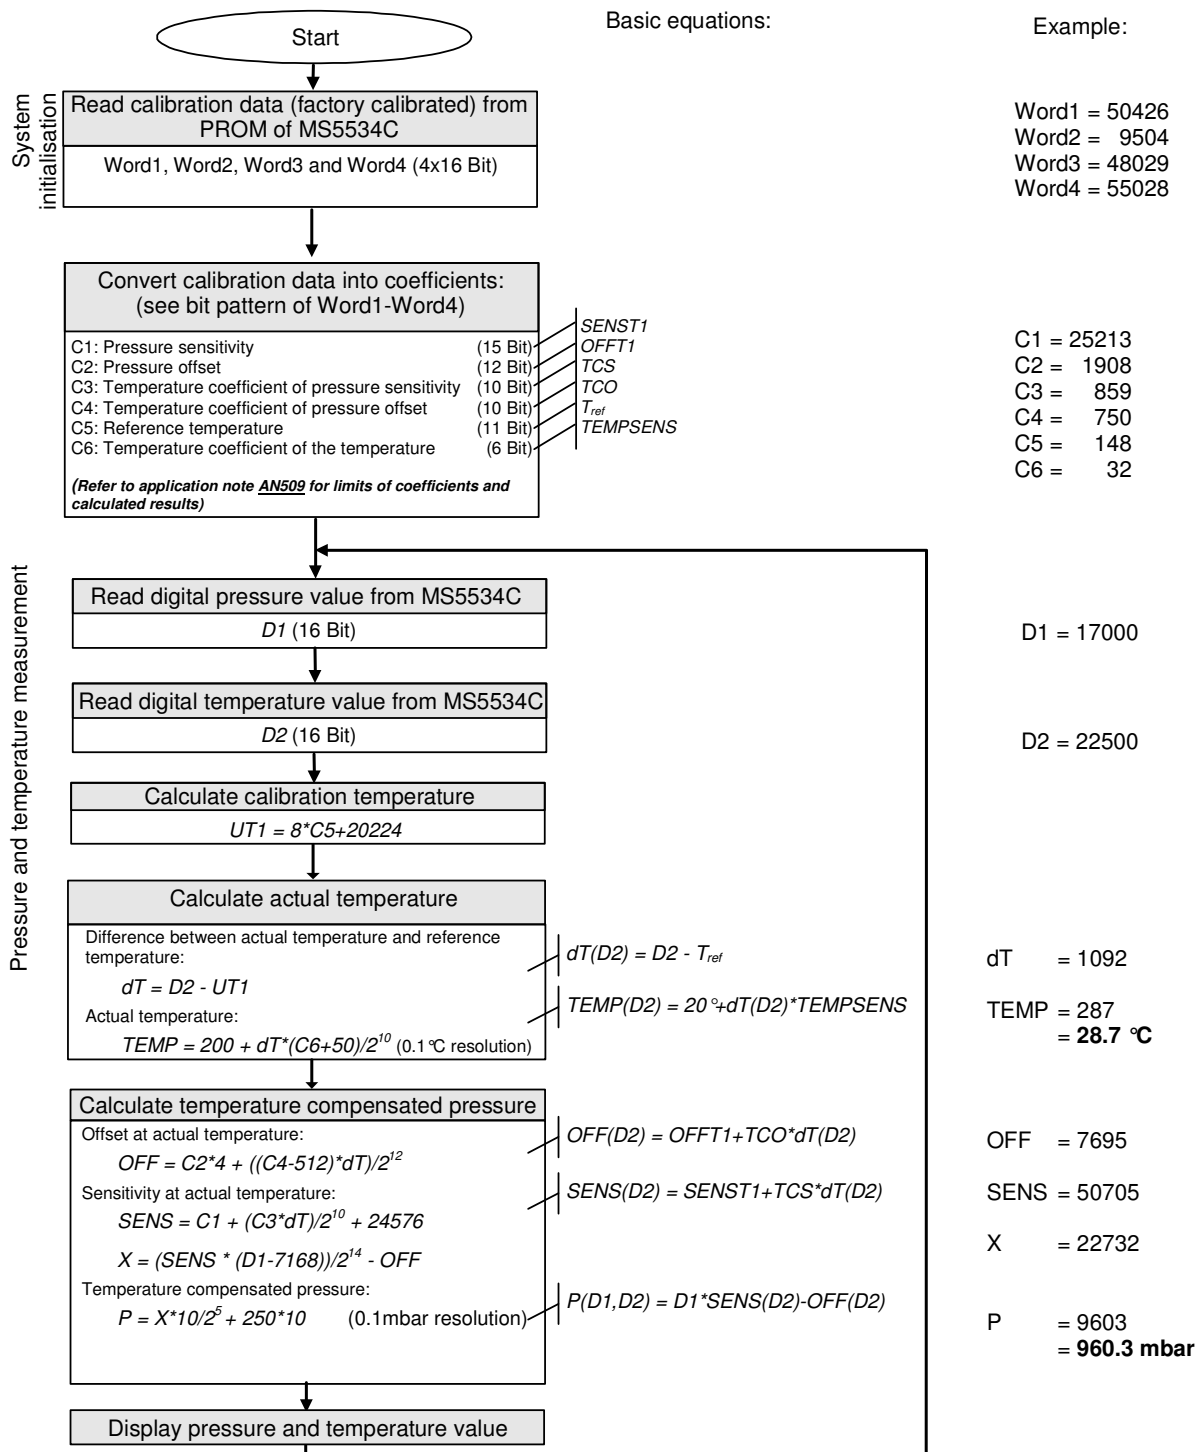 Basic equations:
Example:
Start
System
initialisation
Read calibration data (factory calibrated) from
PROM of MS5534C
Word1, Word2, Word3 and Word4 (4x16 Bit)
Word1 = 50426
Word2 = 9504
Word3 = 48029
Word4 = 55028
Convert calibration data into coefficients:
(see bit pattern of Word1-Word4)
C1: Pressure sensitivity (15 Bit) SENST1
C2: Pressure offset (12 Bit) OFFT1
C3: Temperature coefficient of pressure sensitivity (10 Bit) TCS
C4: Temperature coefficient of pressure offset (10 Bit) TCO
C5: Reference temperature (11 Bit) Tref
C6: Temperature coefficient of the temperature (6 Bit) TEMPSENS
(Refer to application note AN509 for limits of coefficients and
calculated results)
C1 = 25213
C2 = 1908
C3 = 859
C4 = 750
C5 = 148
C6 = 32
Pressure and temperature measurement
Read digital pressure value from MS5534C
D1 (16 Bit)
D1 = 17000
Read digital temperature value from MS5534C
D2 (16 Bit)
D2 = 22500
Calculate calibration temperature
UT1 = 8*C5+20224
Calculate actual temperature
Difference between actual temperature and reference
temperature:
dT = D2 - UT1
dT(D2) = D2 - Tref
dT = 1092
Actual temperature:
TEMP = 200 + dT*(C6+50)/2^10 (0.1°C resolution)
TEMP(D2) = 20°+dT(D2)*TEMPSENS
TEMP = 287
= 28.7 °C
Calculate temperature compensated pressure
Offset at actual temperature:
OFF = C2*4 + ((C4-512)*dT)/2^12
OFF(D2) = OFFT1+TCO*dT(D2)
OFF = 7695
Sensitivity at actual temperature:
SENS = C1 + (C3*dT)/2^10 + 24576
SENS(D2) = SENST1+TCS*dT(D2)
SENS = 50705
X = (SENS * (D1-7168))/2^14 - OFF
X = 22732
Temperature compensated pressure:
P = X*10/2^5 + 250*10 (0.1mbar resolution)
P(D1,D2) = D1*SENS(D2)-OFF(D2)
P = 9603
= 960.3 mbar
Display pressure and temperature value